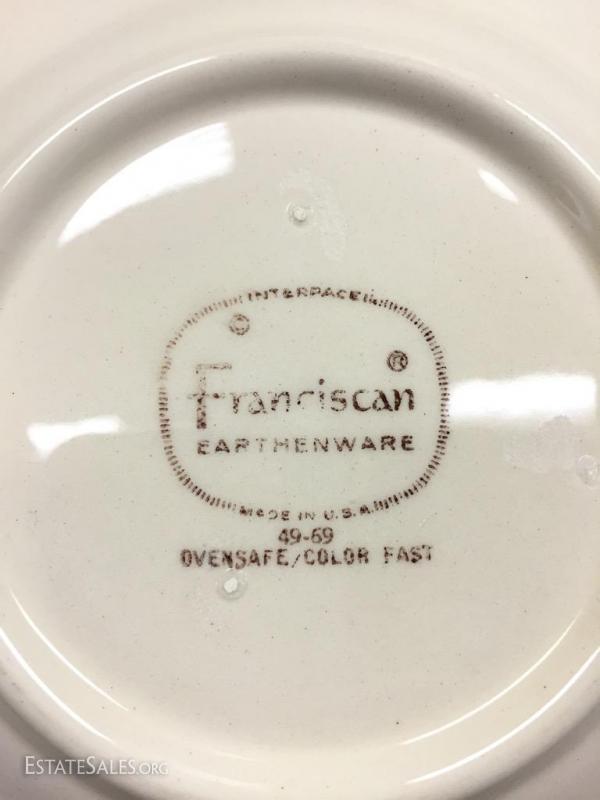 INTERPACE
©
®
Franciscan
EARTHENWARE
MADE IN U.S.A.
49-69
OVENSAFE/COLOR FAST
ESTATESALES.ORG